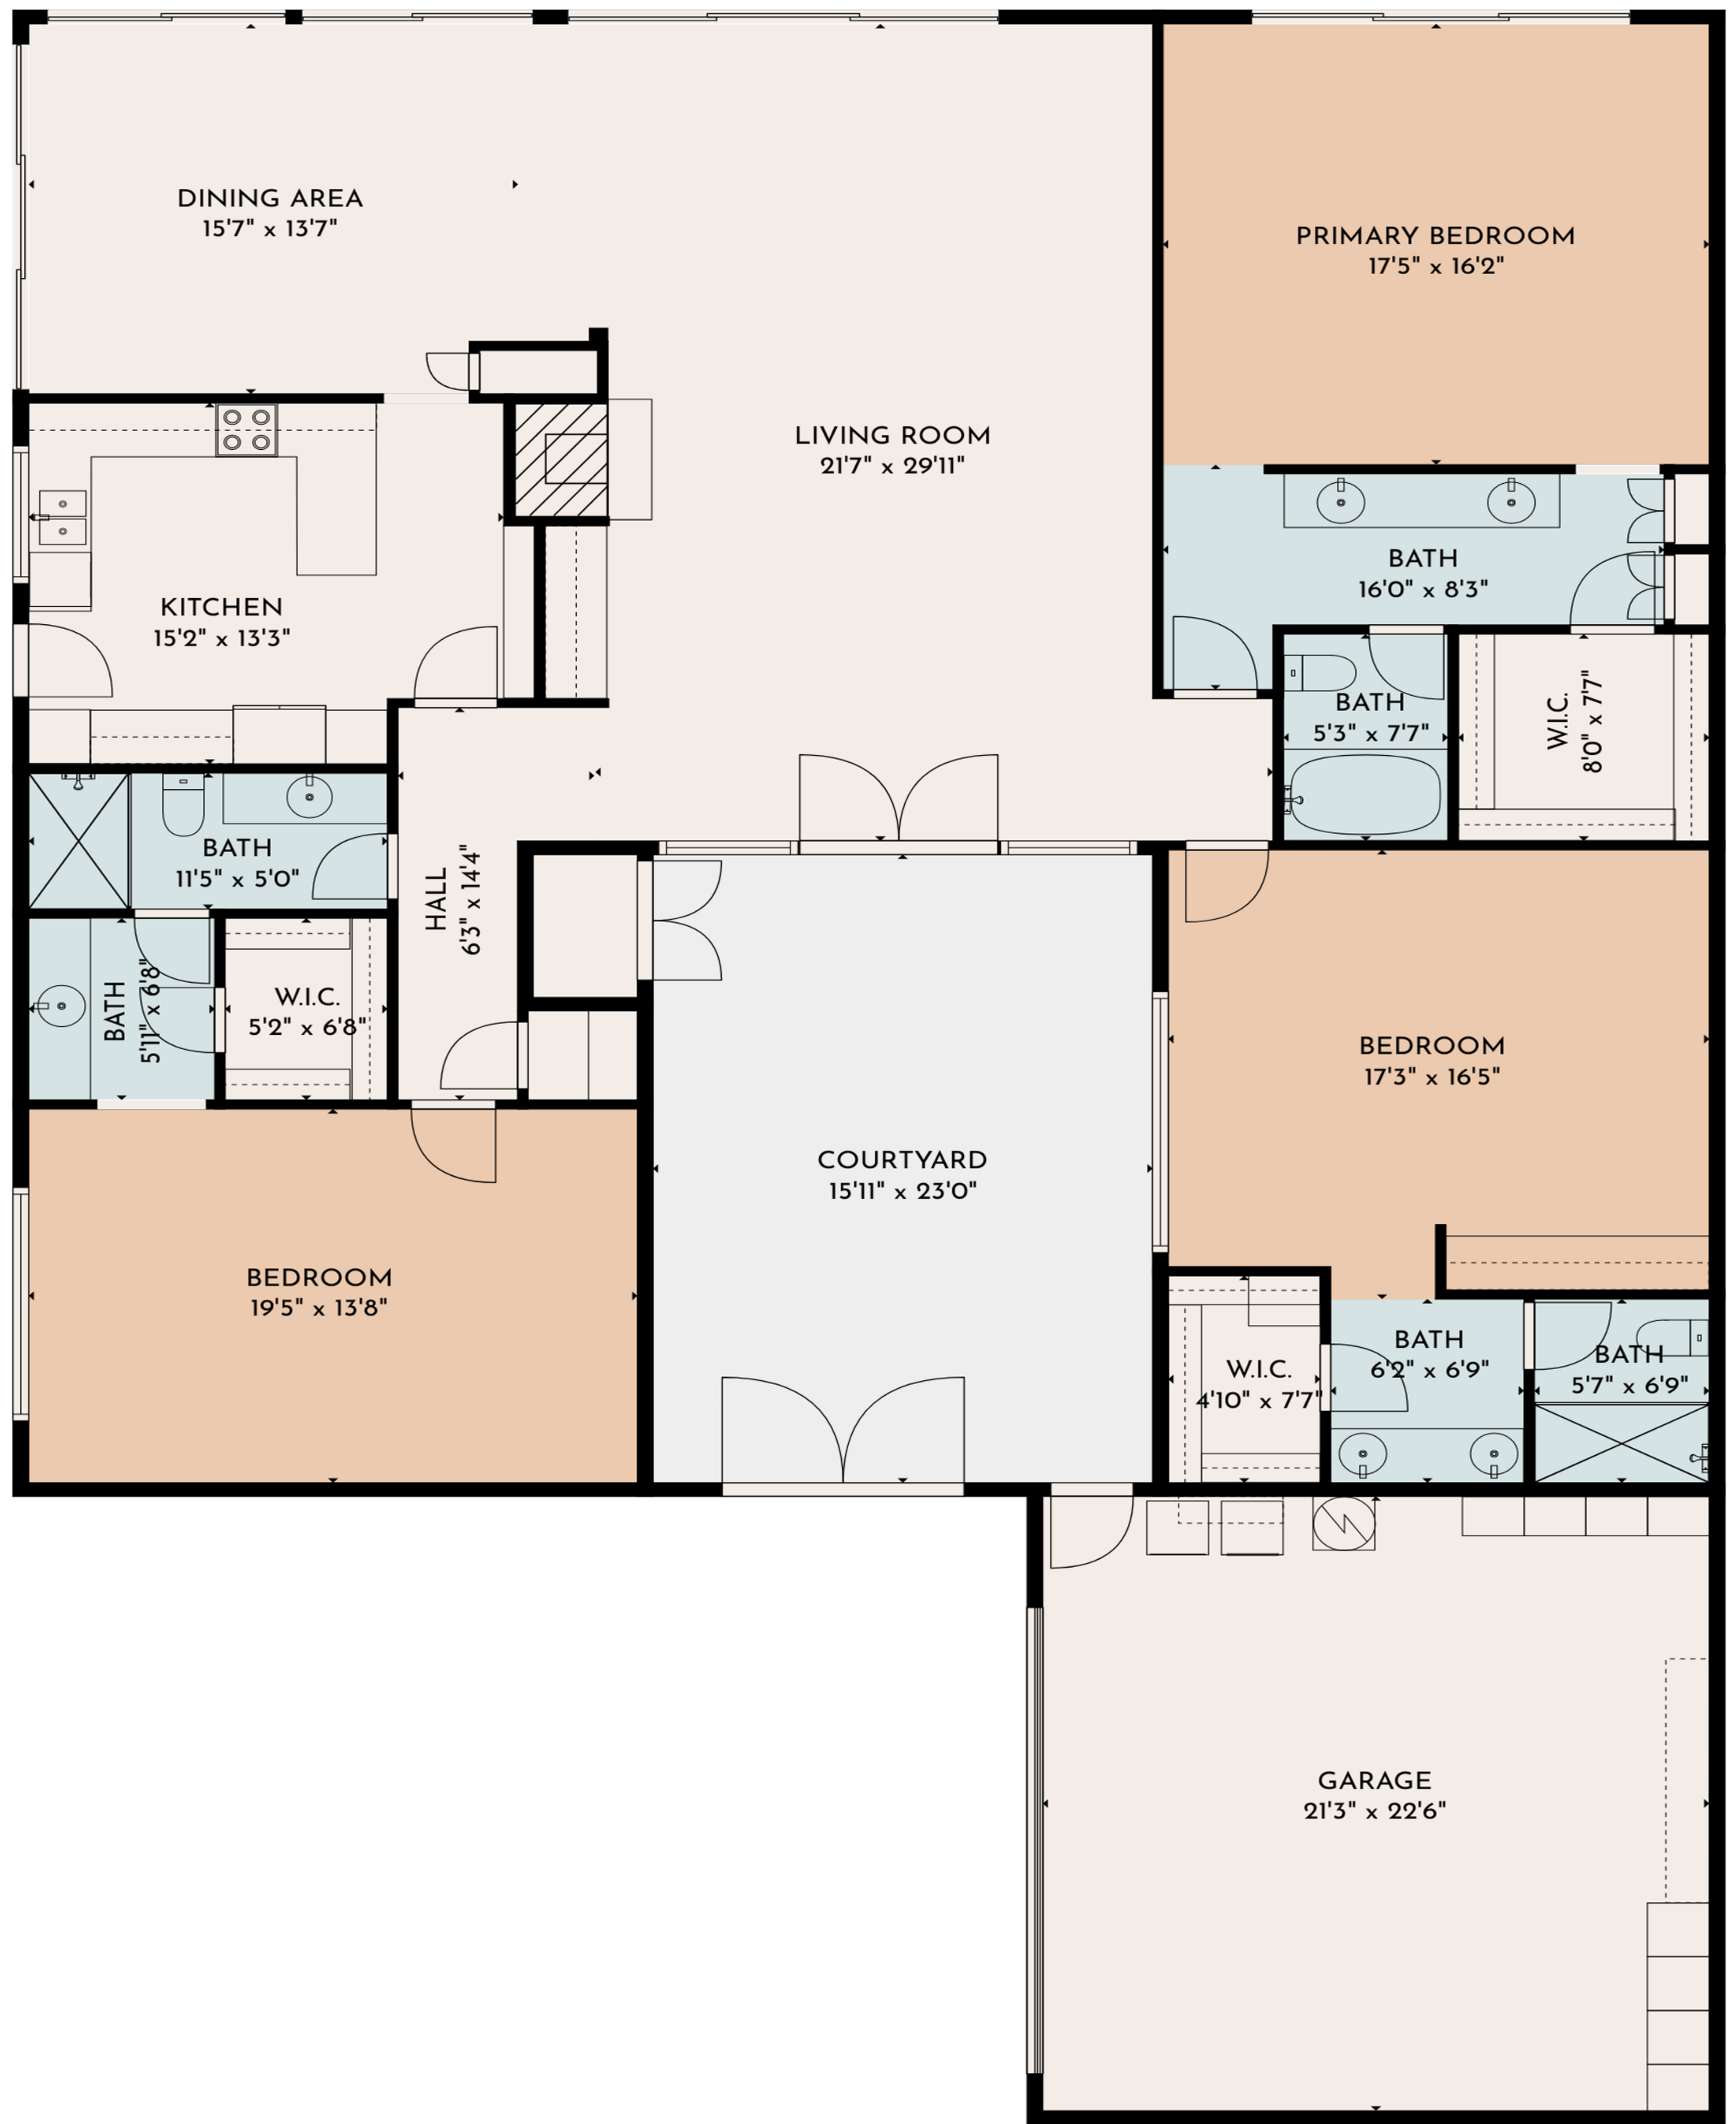 DINING AREA
15'7" x 13'7"
PRIMARY BEDROOM
17'5" x 16'2"
LIVING ROOM
21'7" x 29'11"
BATH
16'0" x 8'3"
KITCHEN
15'2" x 13'3"
BATH
5'3" x 7'7"
W.I.C.
8'0" x 7'7"
BATH
11'5" x 5'0"
HALL
6'3" x 14'4"
BATH
5'11" x 6'8"
W.I.C.
5'2" x 6'8"
BEDROOM
17'3" x 16'5"
COURTYARD
15'11" x 23'0"
BEDROOM
19'5" x 13'8"
W.I.C.
4'10" x 7'7"
BATH
6'2" x 6'9"
BATH
5'7" x 6'9"
GARAGE
21'3" x 22'6"